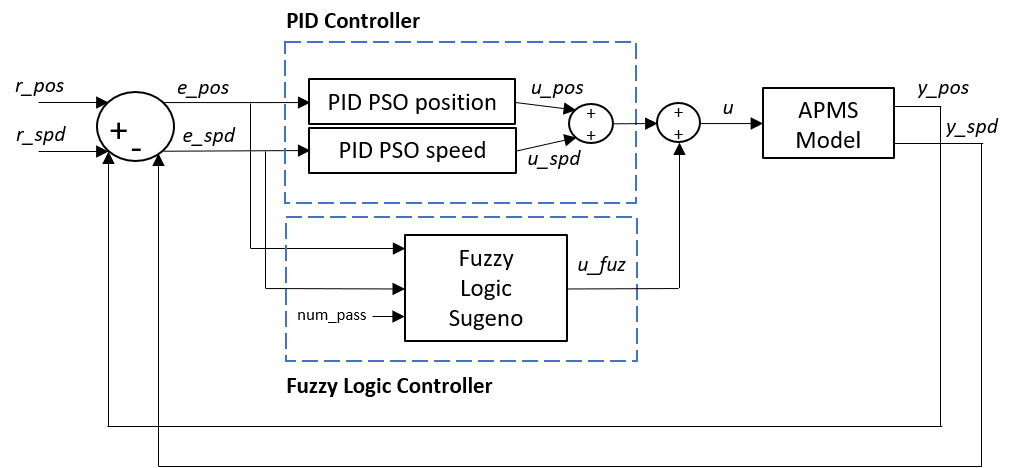 PID Controller
r_pos
e_pos
PID PSO position
u_pos
+
+
+
+
u
APMS
Model
y_pos
r_spd
+
-
e_spd
PID PSO speed
u_spd
y_spd
Fuzzy
Logic
Sugeno
u_fuz
num_pass
Fuzzy Logic Controller